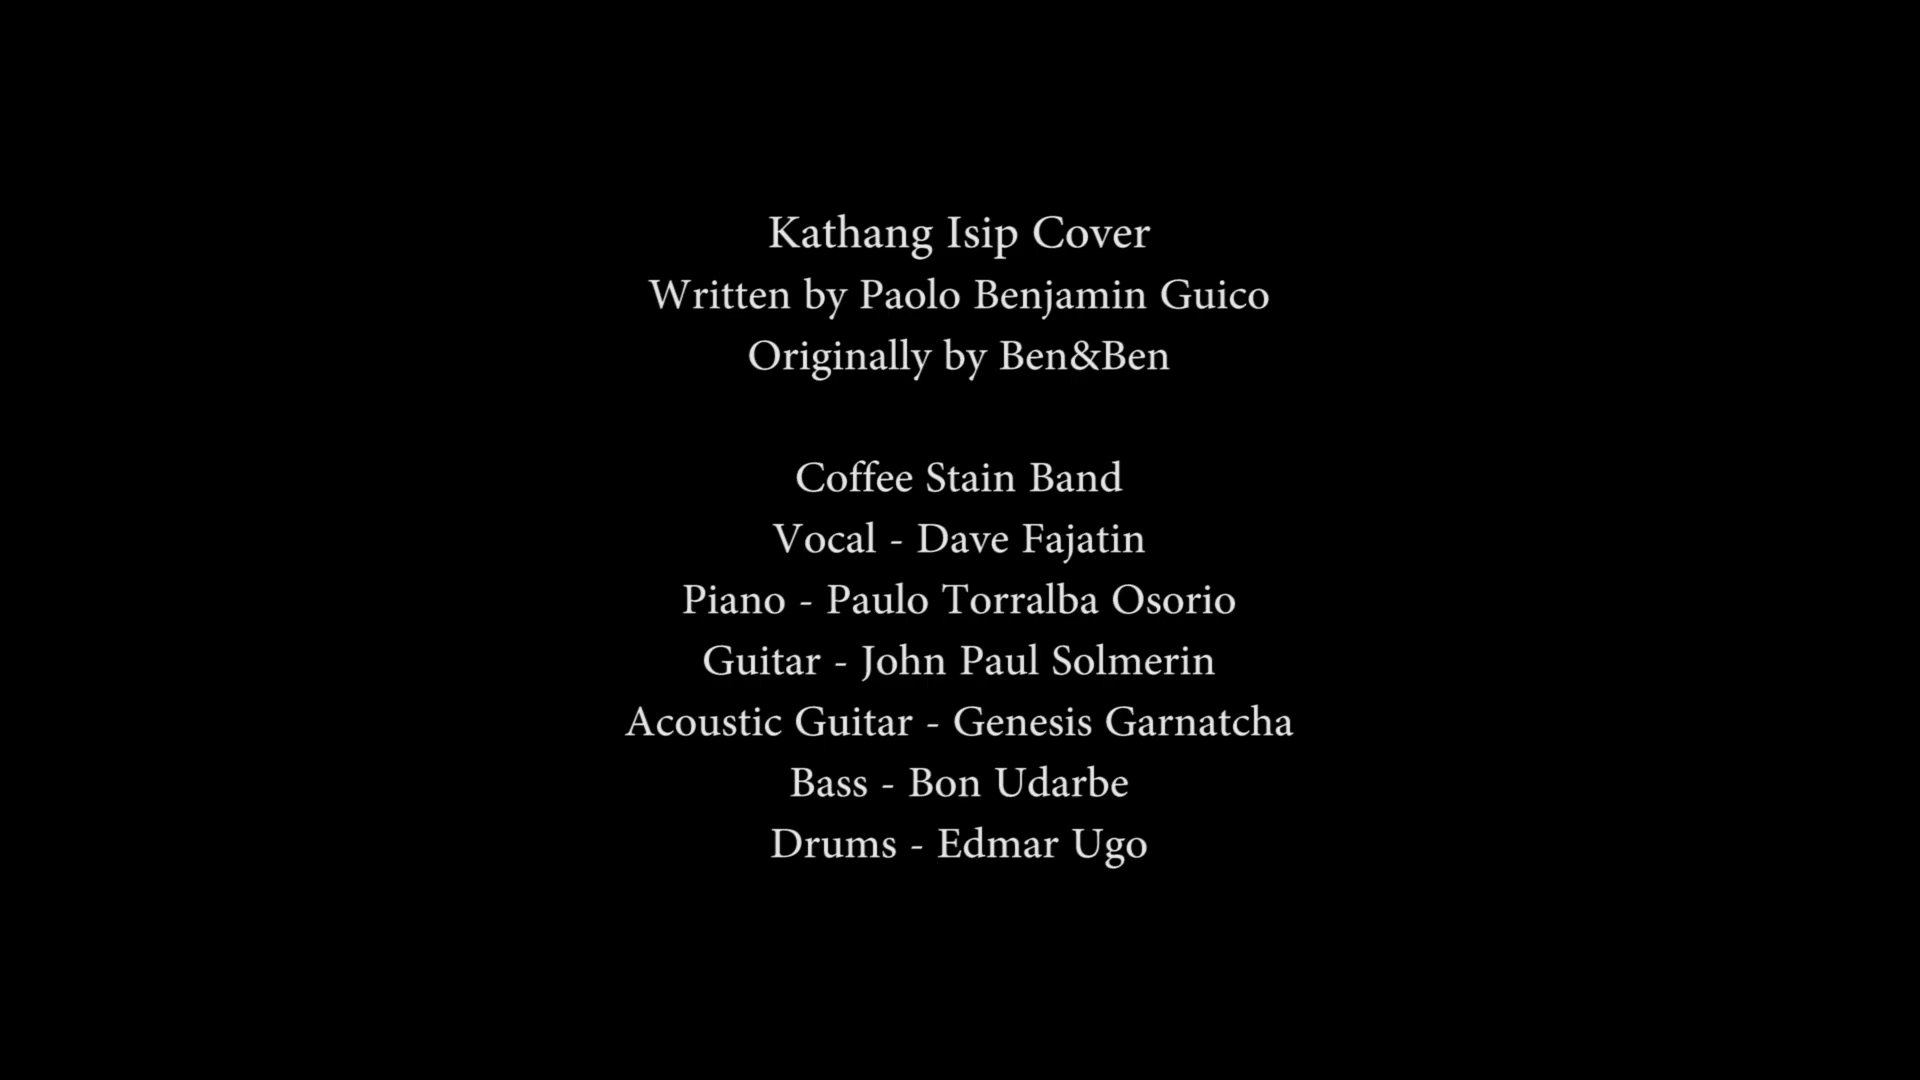 Kathang Isip Cover
Written by Paolo Benjamin Guico
Originally by Ben&Ben
Coffee Stain Band
Vocal - Dave Fajatin
Piano - Paulo Torralba Osorio
Guitar - John Paul Solmerin
Acoustic Guitar - Genesis Garnatcha
Bass - Bon Udarbe
Drums - Edmar Ugo